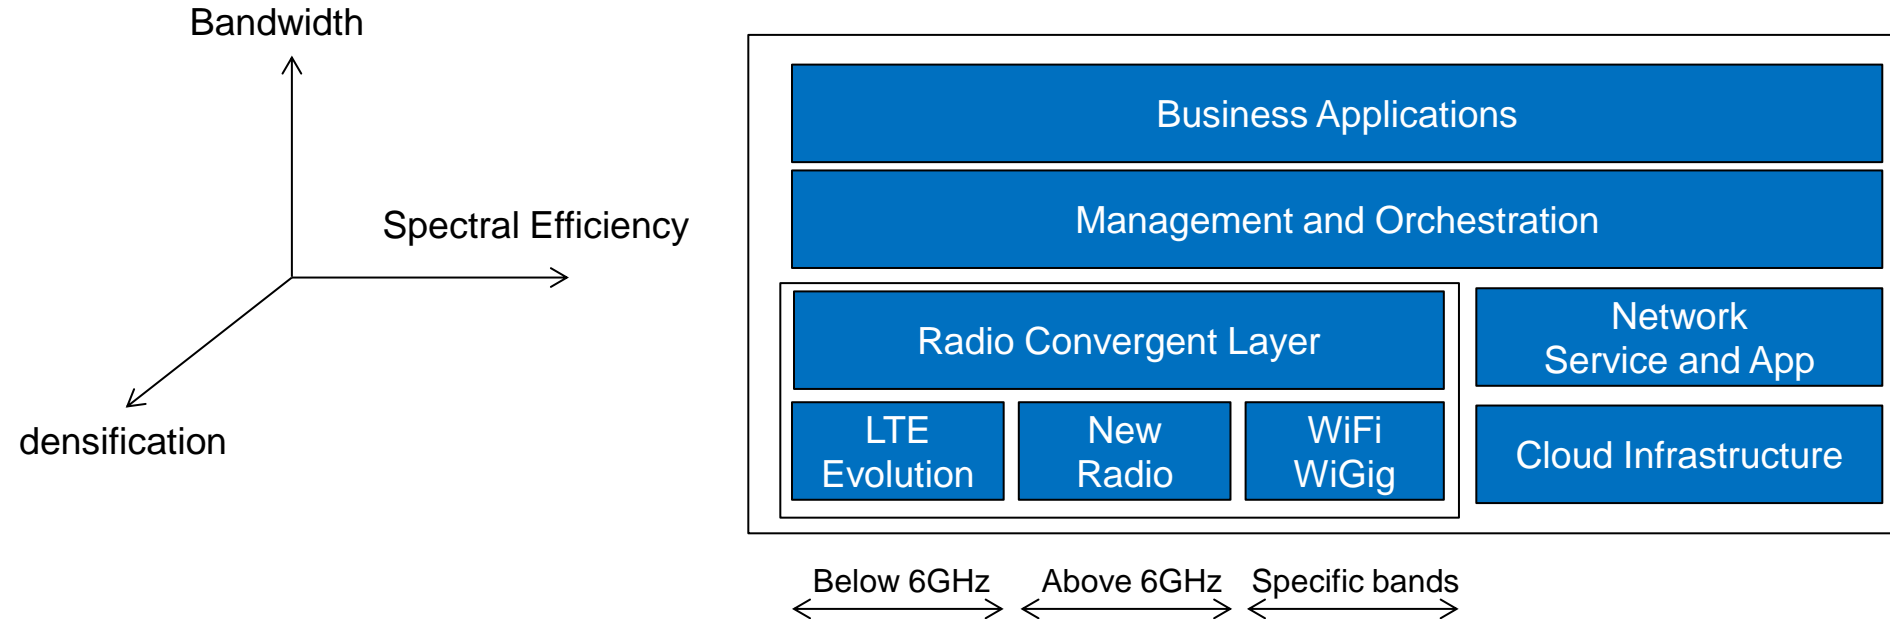 Bandwidth
Spectral Efficiency
densification
Business Applications
Management and Orchestration
Radio Convergent Layer
Network
Service and App
LTE
Evolution
New
Radio
WiFi
WiGig
Cloud Infrastructure
Below 6GHz
Above 6GHz
Specific bands